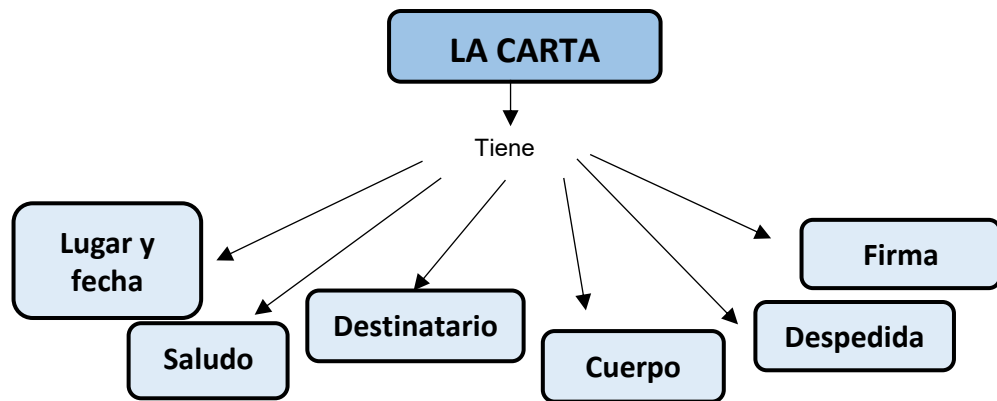 LA CARTA
Tiene
Lugar y
fecha
Saludo
Destinatario
Cuerpo
Despedida
Firma